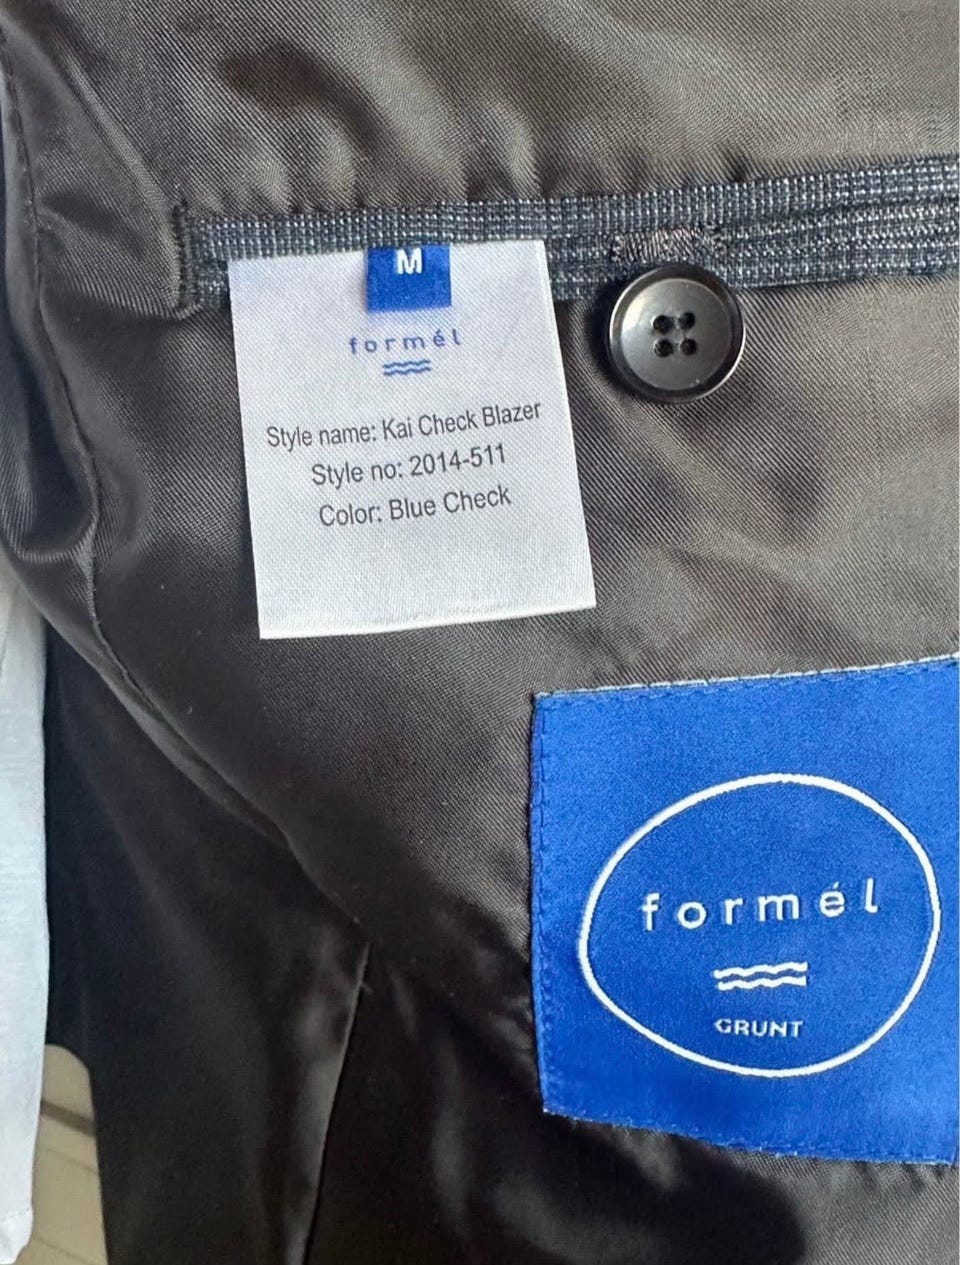 M
formél
Style name: Kai Check Blazer
Style no: 2014-511
Color: Blue Check
formél
GRUNT